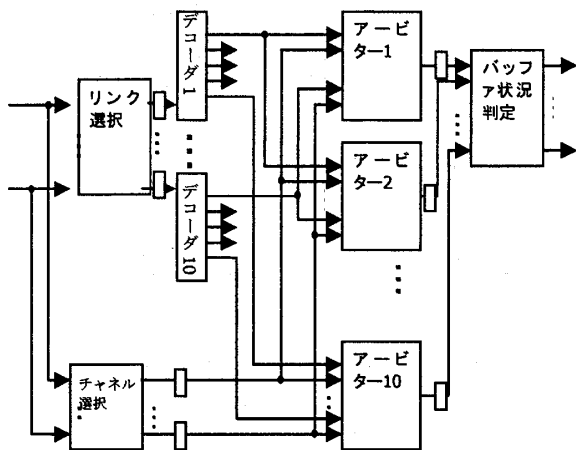 リンク
選択
デコーダ1
デコーダ10
チャネル
選択
アービ
ター1
アービ
ター2
アービ
ター10
バッフ
ァ状況
判定